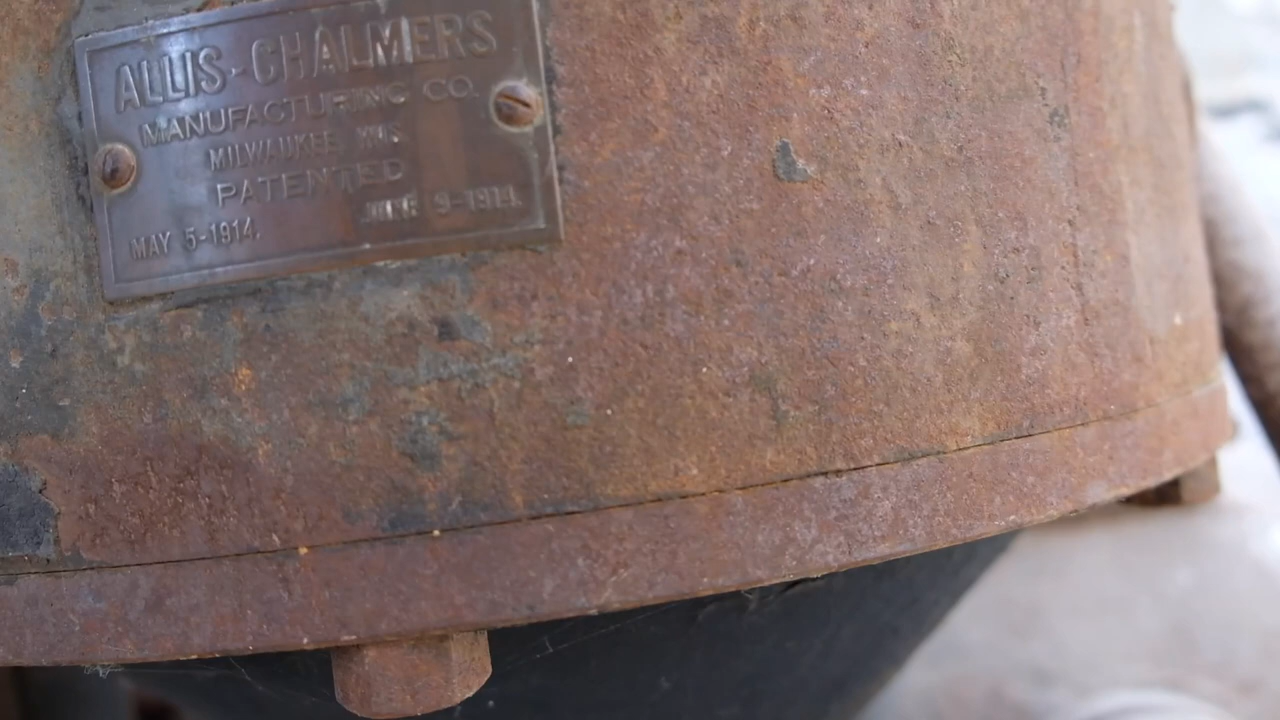 ALLIS-CHALMERS
MANUFACTURING CO.
MILWAUKEE WIS
PATENTED
MAY 5-1914. JUNE 9-1914.